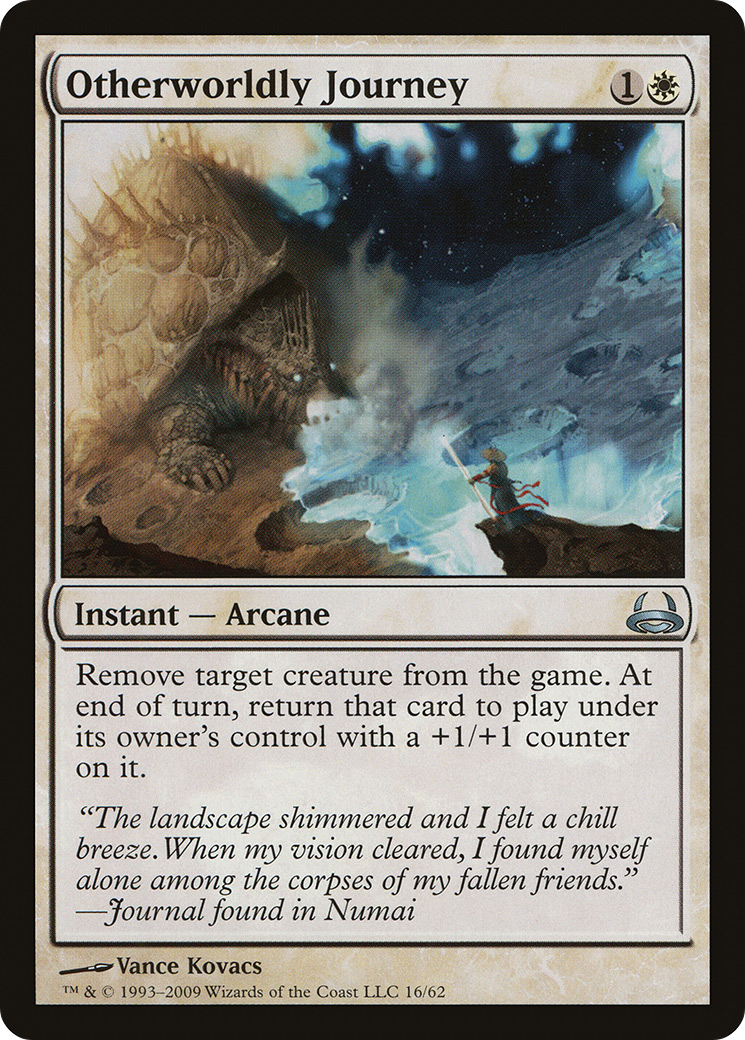 Otherworldly Journey 1
Instant — Arcane
Remove target creature from the game. At
end of turn, return that card to play under
its owner's control with a +1/+1 counter
on it.
“The landscape shimmered and I felt a chill
breeze. When my vision cleared, I found myself
alone among the corpses of my fallen friends.”
—Journal found in Numai
Vance Kovacs
™ & © 1993–2009 Wizards of the Coast LLC 16/62